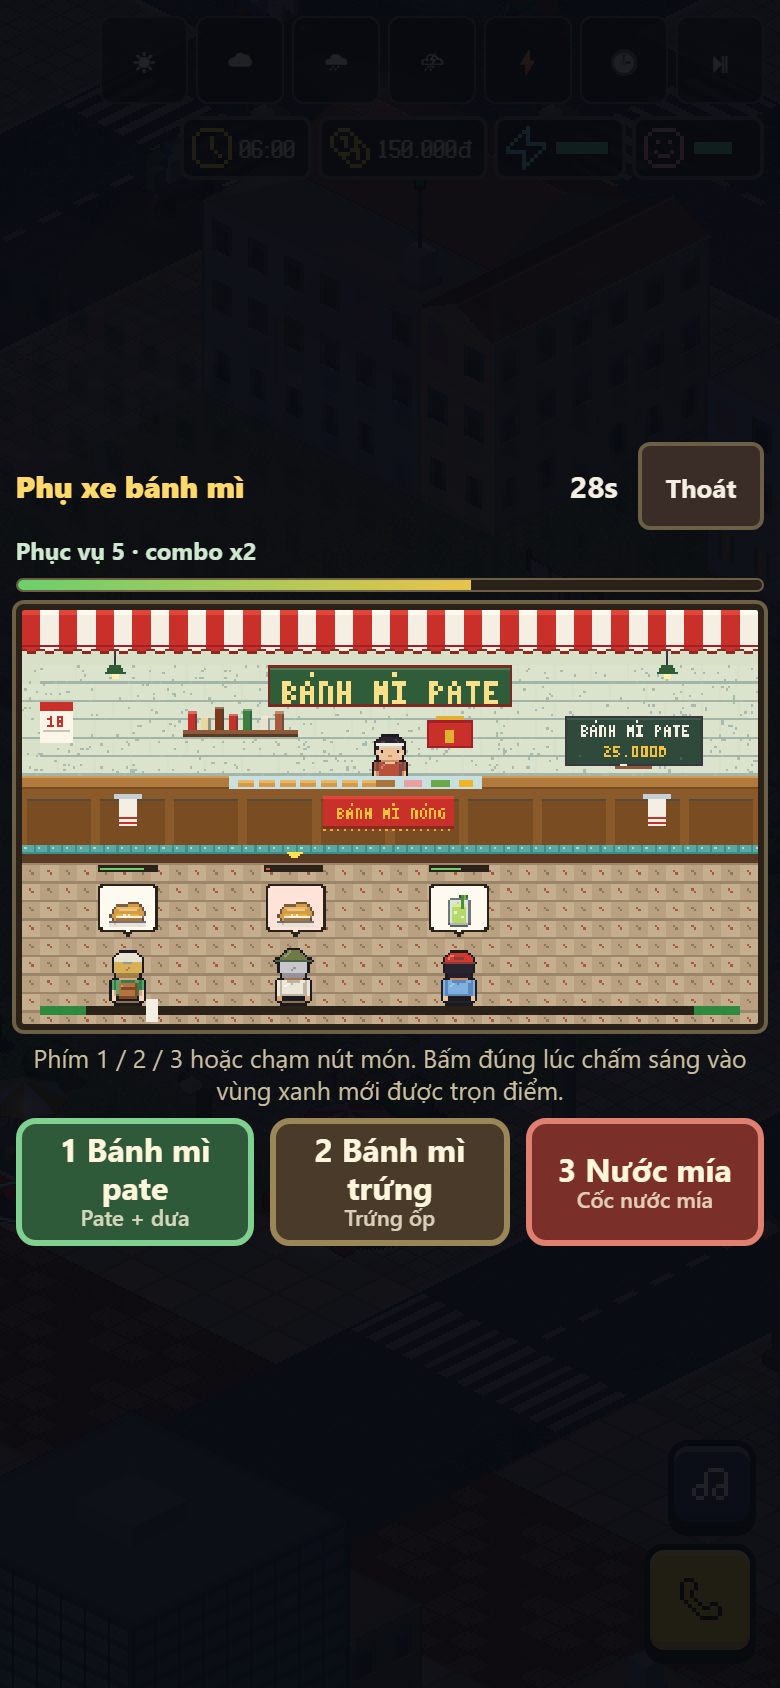 06:00
150.000đ
Phụ xe bánh mì
28s
Thoát
Phục vụ 5 · combo x2
BÁNH MÌ PATE
18
BÁNH MÌ PATE
25.000Đ
BÁNH MÌ NÓNG
Phím 1 / 2 / 3 hoặc chạm nút món. Bấm đúng lúc chấm sáng vào
vùng xanh mới được trọn điểm.
1 Bánh mì
pate
Pate + dưa
2 Bánh mì
trứng
Trứng ốp
3 Nước mía
Cốc nước mía